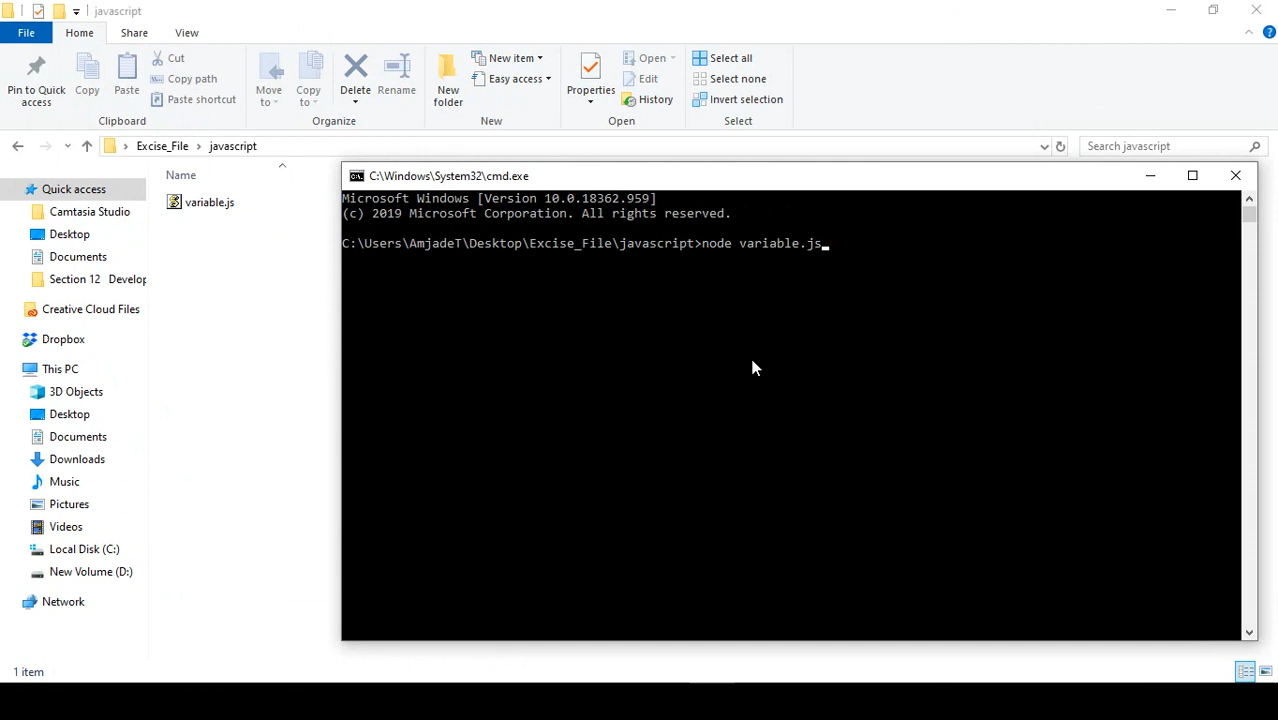 javascript
File
Home
Share
View
Pin to Quick access
Copy
Paste
Cut
Copy path
Paste shortcut
Clipboard
Move to
Copy to
Delete
Rename
Organize
New folder
New item
Easy access
New
Properties
Open
Edit
History
Open
Select all
Select none
Invert selection
Select
Excise_File
javascript
Search javascript
Quick access
Camtasia Studio
Desktop
Documents
Section 12 Develop
Creative Cloud Files
Dropbox
This PC
3D Objects
Desktop
Documents
Downloads
Music
Pictures
Videos
Local Disk (C:)
New Volume (D:)
Network
Name
variable.js
C:\Windows\System32\cmd.exe
Microsoft Windows [Version 10.0.18362.959]
(c) 2019 Microsoft Corporation. All rights reserved.
C:\Users\AmjadeT\Desktop\Excise_File\javascript>node variable.js
1 item